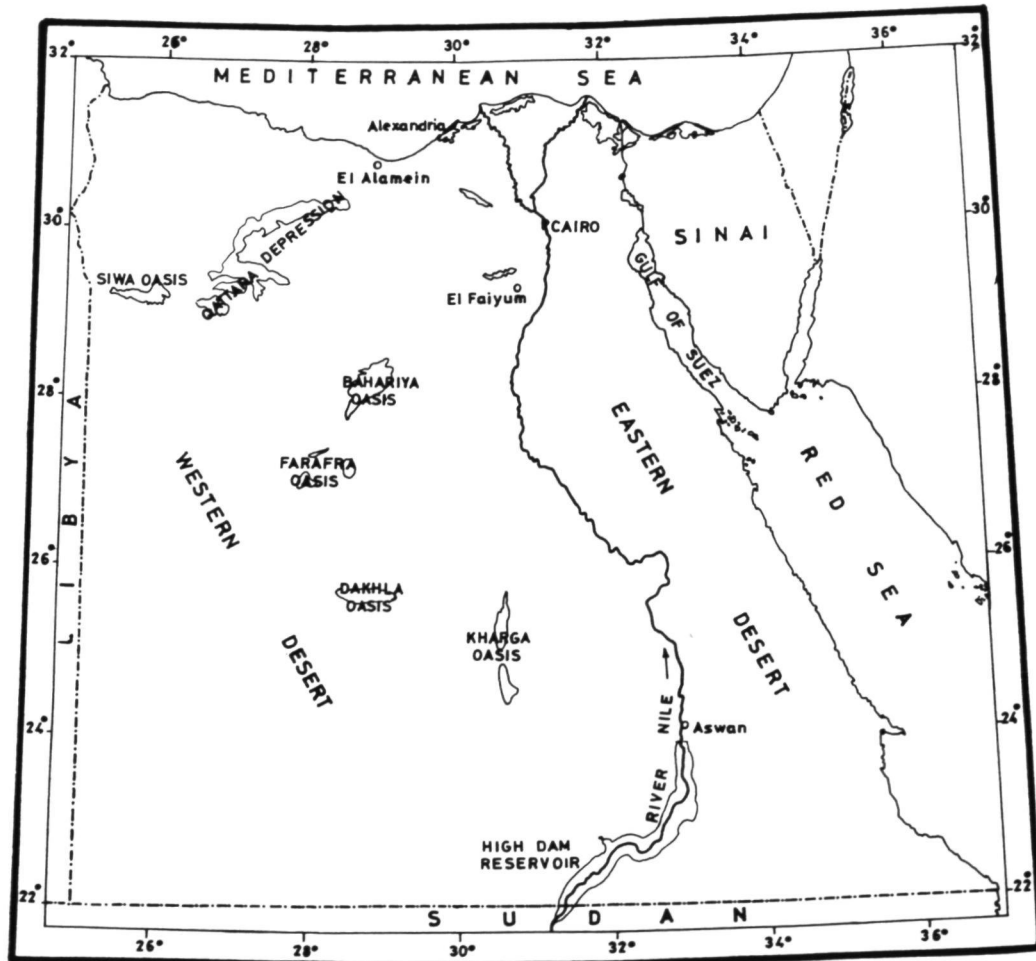 26° 28° 30° 32° 34° 36°
32° 32°
MEDITERRANEAN SEA
Alexandria
El Alamein
30° 30°
QATTARA DEPRESSION
CAIRO
SINAI
SIWA OASIS
El Faiyum
GULF OF SUEZ
28° 28°
BAHARIYA
OASIS
EASTERN
DESERT
RED SEA
LIBYA
WESTERN
DESERT
FARAFRA
OASIS
26° 26°
DAKHLA
OASIS
KHARGA
OASIS
24° 24°
RIVER NILE
Aswan
HIGH DAM
RESERVOIR
22° 22°
SUDAN
26° 28° 30° 32° 34° 36°